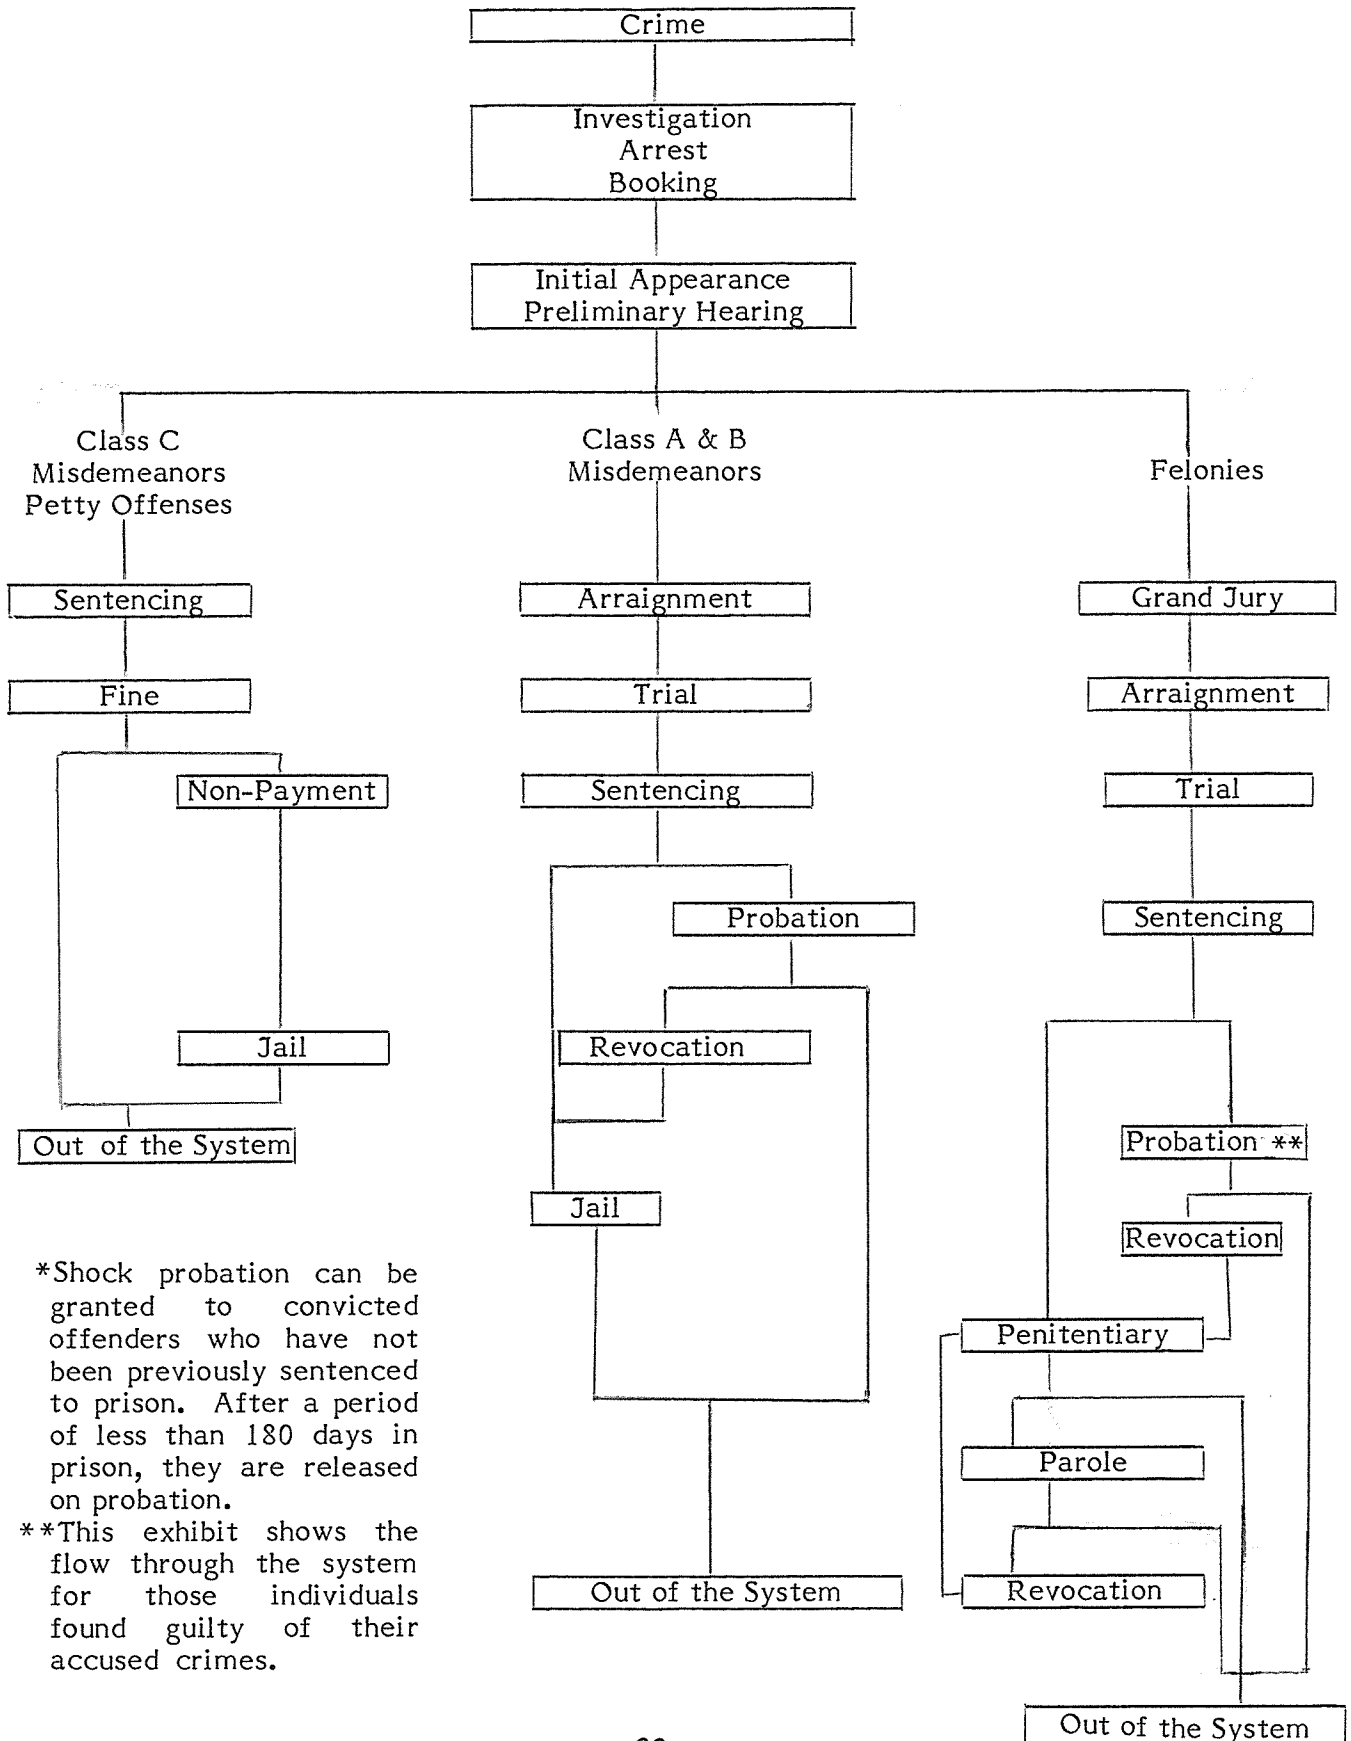 Crime
Investigation
Arrest
Booking
Initial Appearance
Preliminary Hearing
Class C
Misdemeanors
Petty Offenses
Sentencing
Fine
Non-Payment
Jail
Out of the System
Class A & B
Misdemeanors
Arraignment
Trial
Sentencing
Probation
Revocation
Jail
Out of the System
Felonies
Grand Jury
Arraignment
Trial
Sentencing
Probation **
Revocation
Penitentiary
Parole
Revocation
Out of the System
*Shock probation can be
granted to convicted
offenders who have not
been previously sentenced
to prison. After a period
of less than 180 days in
prison, they are released
on probation.
**This exhibit shows the
flow through the system
for those individuals
found guilty of their
accused crimes.